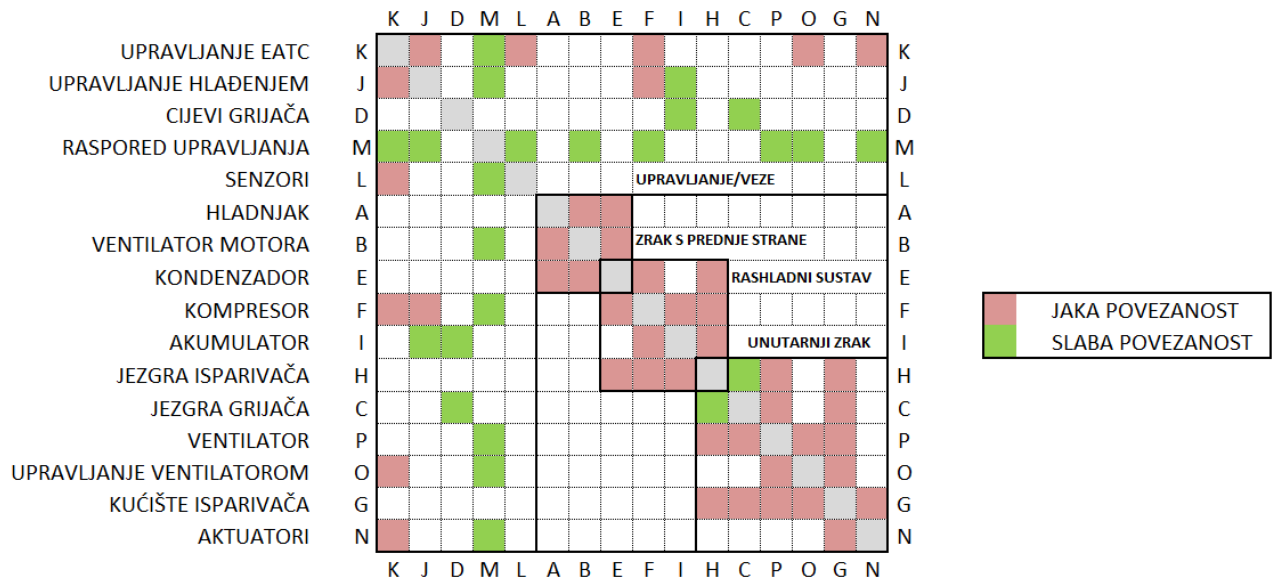 K J D M L A B E F I H C P O G N
UPRAVLJANJE EATC K K
UPRAVLJANJE HLAĐENJEM J J
CIJEVI GRIJAČA D D
RASPORED UPRAVLJANJA M M
SENZORI L UPRAVLJANJE/VEZE L
HLADNJAK A A
VENTILATOR MOTORA B ZRAK S PREDNJE STRANE B
KONDENZADOR E RASHLADNI SUSTAV E
KOMPRESOR F F
AKUMULATOR I UNUTARNJI ZRAK I
JEZGRA ISPARIVAČA H H
JEZGRA GRIJAČA C C
VENTILATOR P P
UPRAVLJANJE VENTILATOROM O O
KUĆIŠTE ISPARIVAČA G G
AKTUATORI N N
K J D M L A B E F I H C P O G N
JAKA POVEZANOST
SLABA POVEZANOST